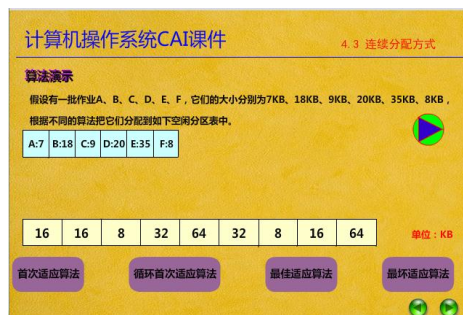 计算机操作系统CAI课件
4.3 连续分配方式
算法演示
假设有一批作业A、B、C、D、E、F，它们的大小分别为7KB、18KB、9KB、20KB、35KB、8KB，
根据不同的算法把它们分配到如下空闲分区表中。
A:7 B:18 C:9 D:20 E:35 F:8
16 16 8 32 64 32 8 16 64
单位：KB
首次适应算法 循环首次适应算法 最佳适应算法 最坏适应算法